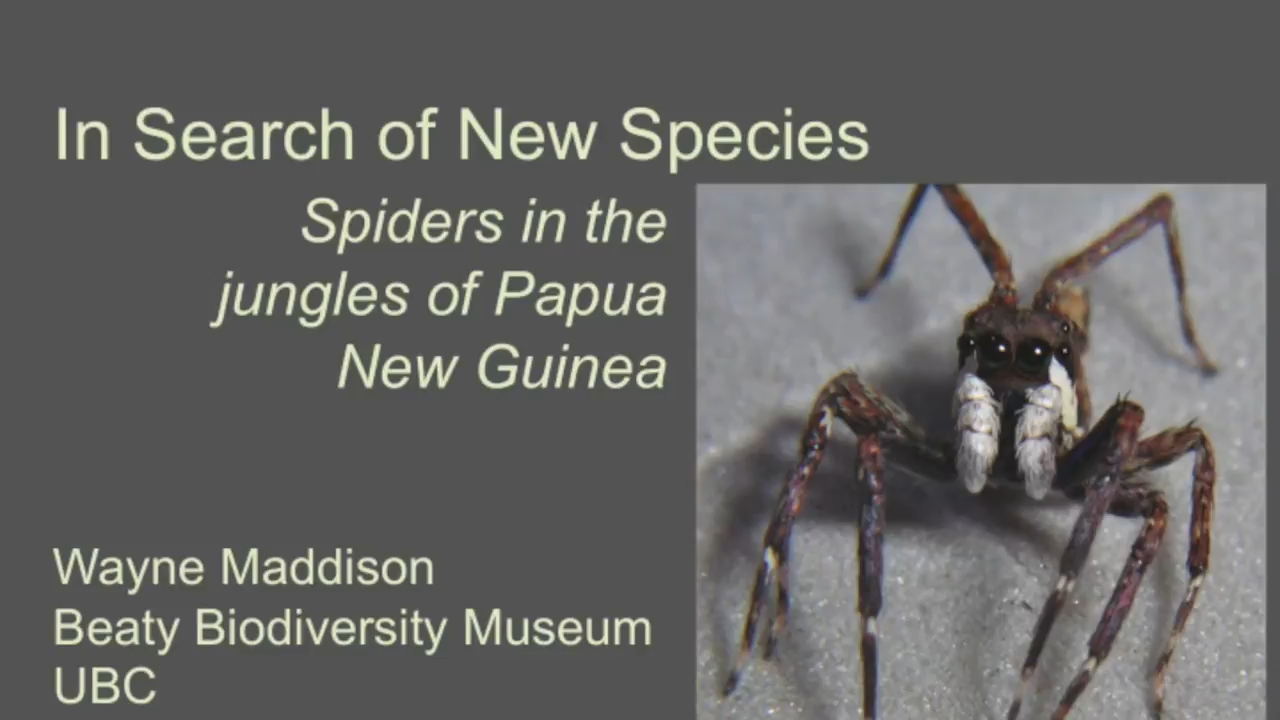 In Search of New Species
Spiders in the
jungles of Papua
New Guinea
Wayne Maddison
Beaty Biodiversity Museum
UBC